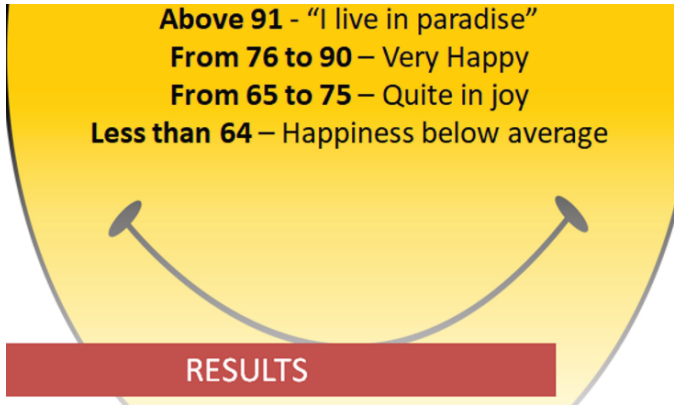 Above 91 - “I live in paradise”
From 76 to 90 – Very Happy
From 65 to 75 – Quite in joy
Less than 64 – Happiness below average
RESULTS